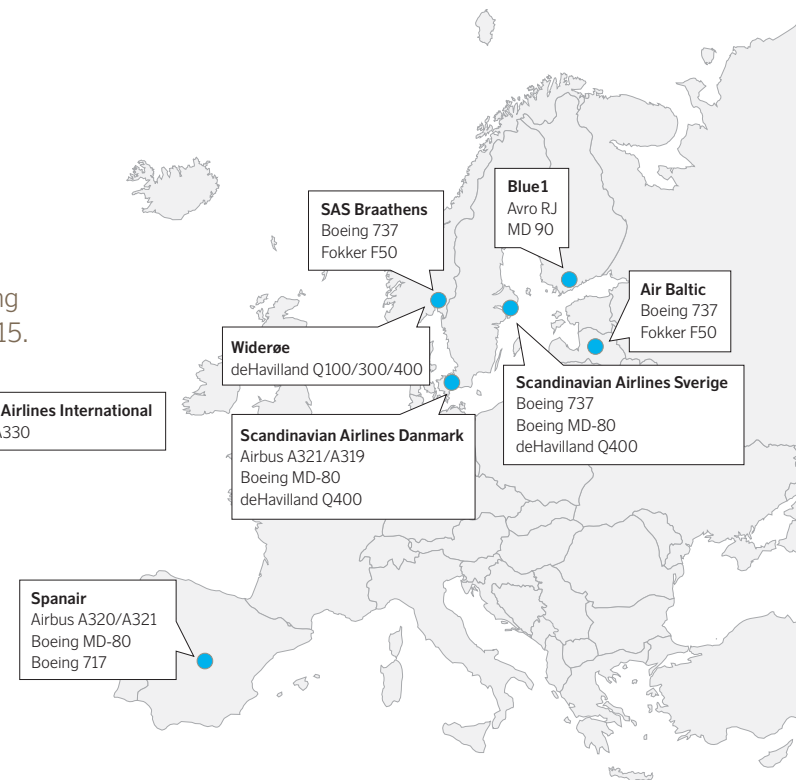 Blue1
Avro RJ
MD 90
SAS Braathens
Boeing 737
Fokker F50
Air Baltic
Boeing 737
Fokker F50
15.
Widerøe
deHavilland Q100/300/400
Scandinavian Airlines Sverige
Boeing 737
Boeing MD-80
deHavilland Q400
Airlines International
A330
Scandinavian Airlines Danmark
Airbus A321/A319
Boeing MD-80
deHavilland Q400
Spanair
Airbus A320/A321
Boeing MD-80
Boeing 717